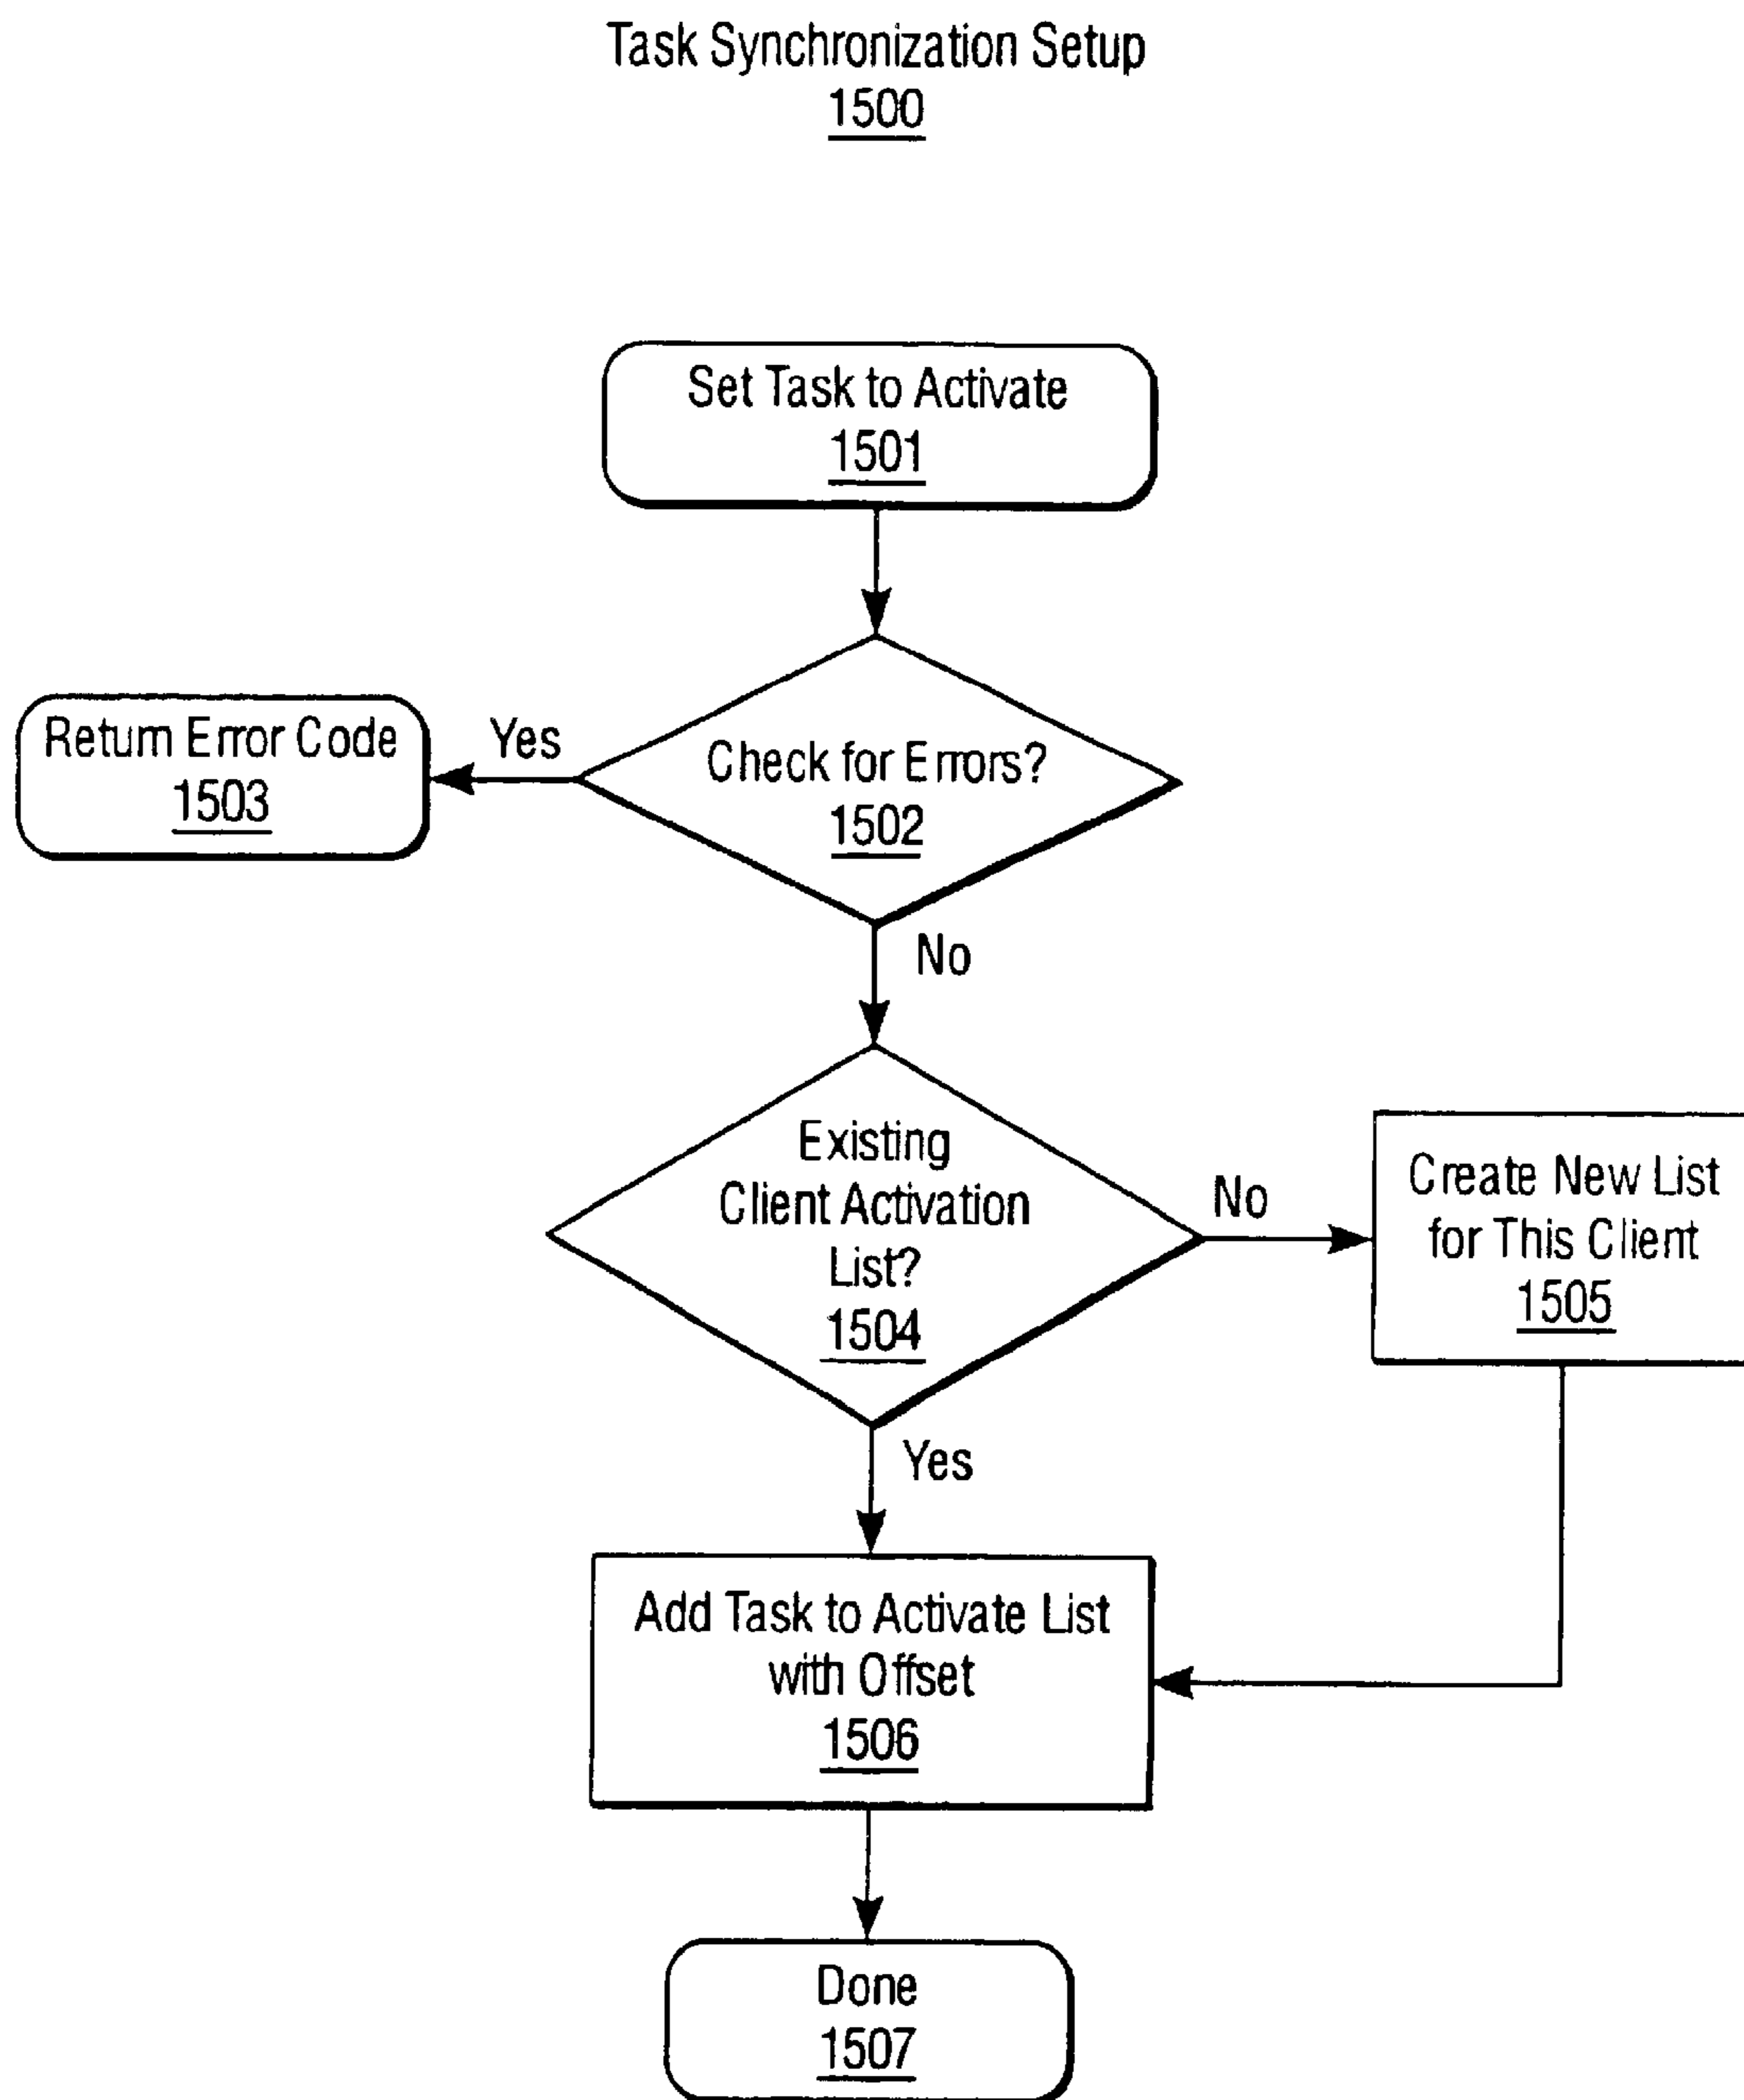 Task Synchronization Setup
1500
Set Task to Activate
1501
Return Error Code
1503
Yes
Check for Errors?
1502
No
Existing
Client Activation
List?
1504
No
Create New List
for This Client
1505
Yes
Add Task to Activate List
with Offset
1506
Done
1507